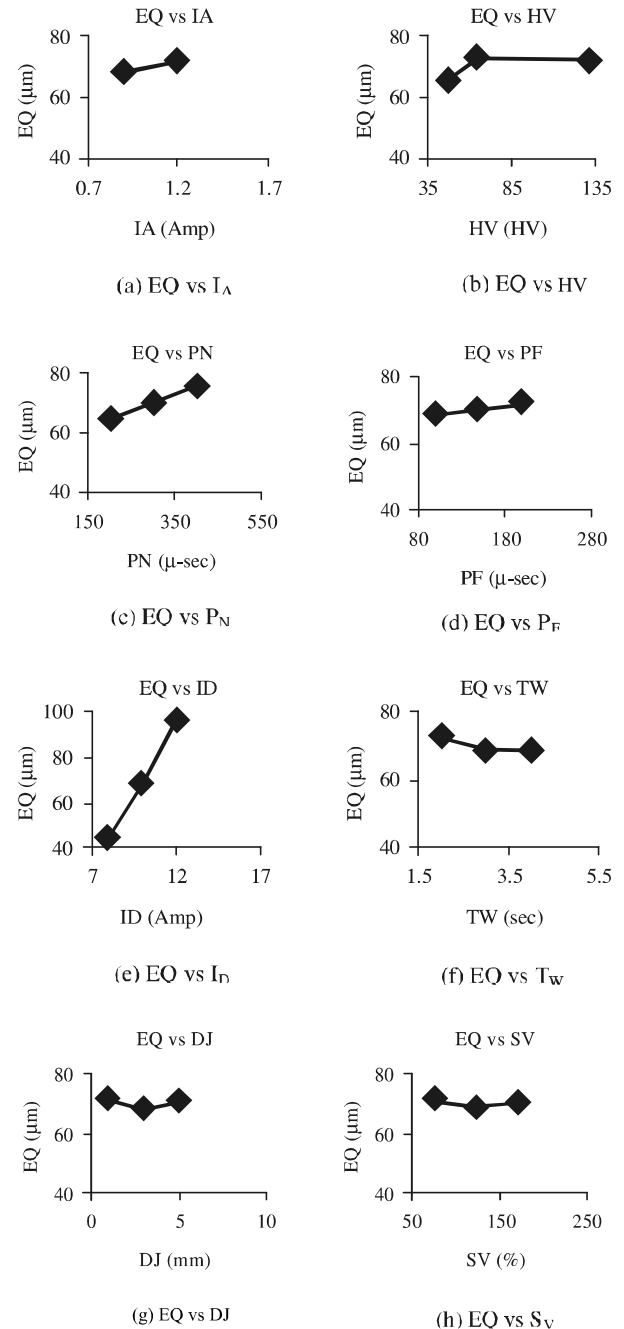 EQ vs IA
80
60
40
EQ (μm)
0.7 1.2 1.7
IA (Amp)
(a) EQ vs I_A
EQ vs HV
80
60
40
EQ (μm)
35 85 135
HV (HV)
(b) EQ vs HV
EQ vs PN
80
60
40
EQ (μm)
150 350 550
PN (μ-sec)
(c) EQ vs P_N
EQ vs PF
80
60
40
EQ (μm)
80 180 280
PF (μ-sec)
(d) EQ vs P_F
EQ vs ID
100
80
60
40
EQ (μm)
7 12 17
ID (Amp)
(e) EQ vs I_D
EQ vs TW
80
60
40
EQ (μm)
1.5 3.5 5.5
TW (sec)
(f) EQ vs T_W
EQ vs DJ
80
60
40
EQ (μm)
0 5 10
DJ (mm)
(g) EQ vs DJ
EQ vs SV
80
60
40
EQ (μm)
50 150 250
SV (%)
(h) EQ vs S_V